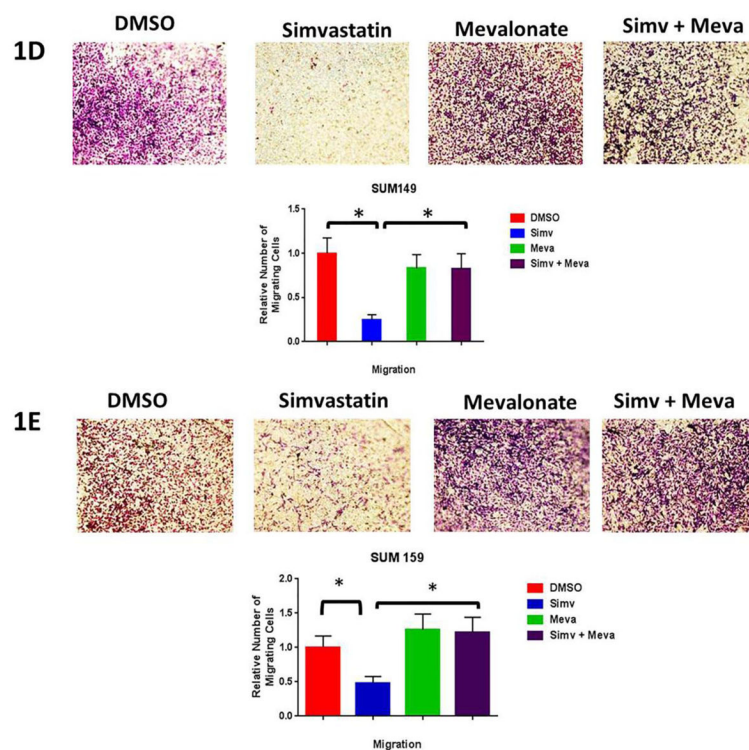 1D
DMSO
Simvastatin
Mevalonate
Simv + Meva
SUM149
* *
Relative Number of
Migrating Cells
1.5
1.0
0.5
0.0
DMSO
Simv
Meva
Simv + Meva
Migration
1E
DMSO
Simvastatin
Mevalonate
Simv + Meva
SUM 159
* *
Relative Number of
Migrating Cells
2.0
1.5
1.0
0.5
0.0
DMSO
Simv
Meva
Simv + Meva
Migration